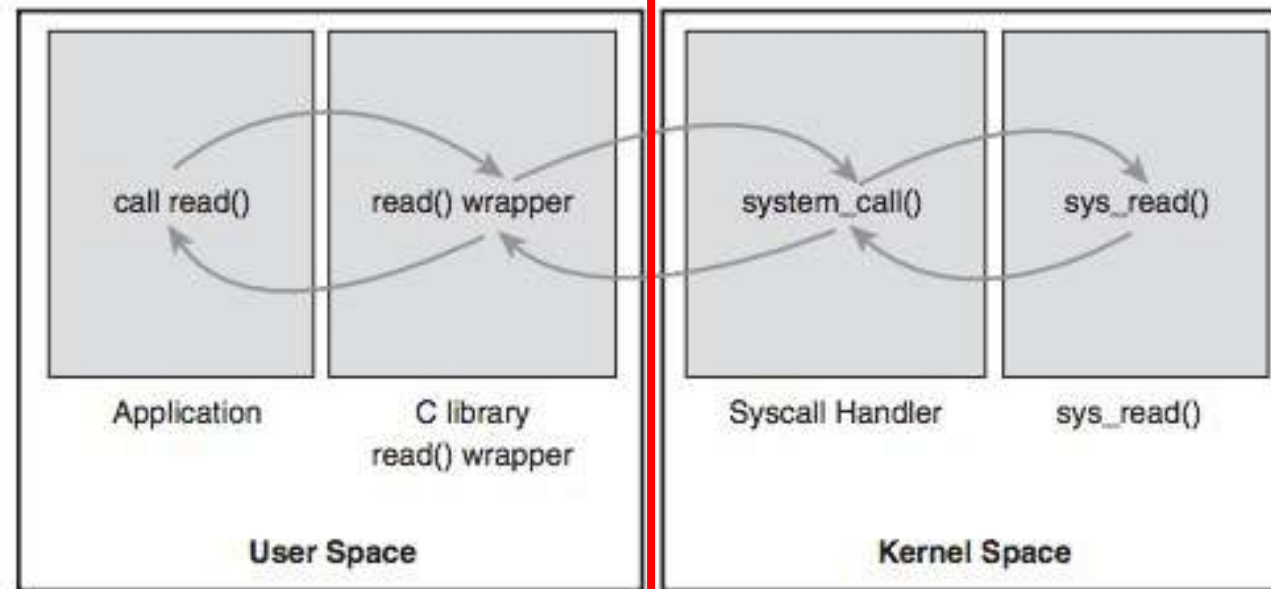 call read()
read() wrapper
system_call()
sys_read()
Application
C library
read() wrapper
Syscall Handler
sys_read()
User Space
Kernel Space